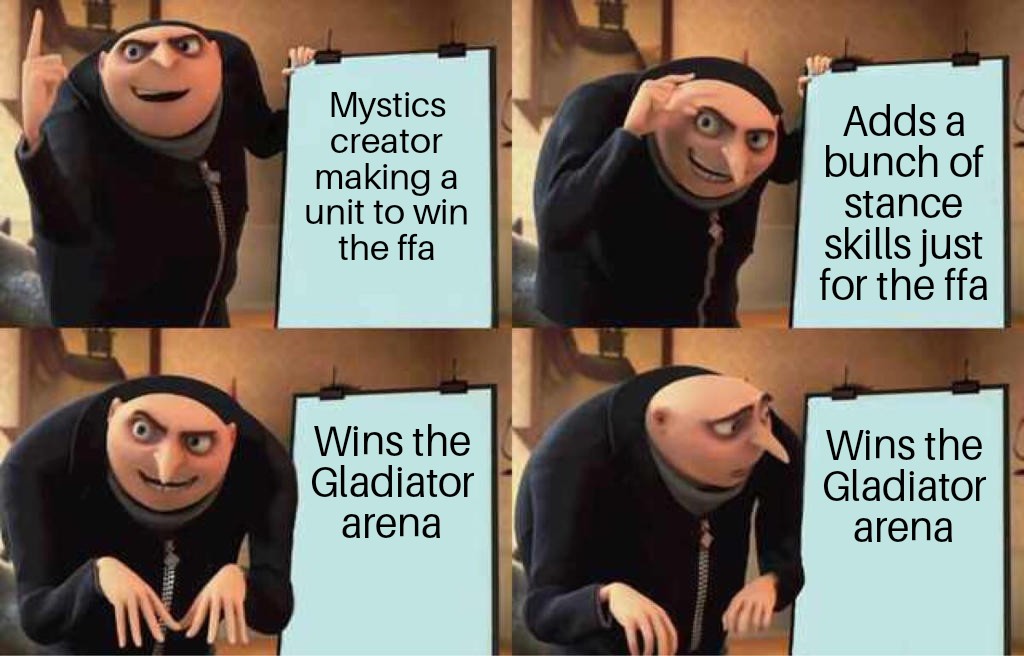 Mystics
creator
making a
unit to win
the ffa
Adds a
bunch of
stance
skills just
for the ffa
Wins the
Gladiator
arena
Wins the
Gladiator
arena